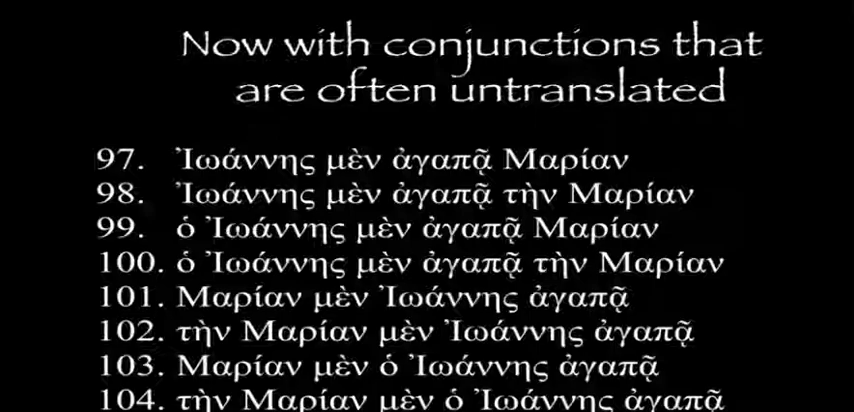 Now with conjunctions that
are often untranslated
97. Ἰωάννης μὲν ἀγαπᾷ Μαρίαν
98. Ἰωάννης μὲν ἀγαπᾷ τὴν Μαρίαν
99. ὁ Ἰωάννης μὲν ἀγαπᾷ Μαρίαν
100. ὁ Ἰωάννης μὲν ἀγαπᾷ τὴν Μαρίαν
101. Μαρίαν μὲν Ἰωάννης ἀγαπᾷ
102. τὴν Μαρίαν μὲν Ἰωάννης ἀγαπᾷ
103. Μαρίαν μὲν ὁ Ἰωάννης ἀγαπᾷ
104. τὴν Μαρίαν μὲν ὁ Ἰωάννης ἀγαπᾷ